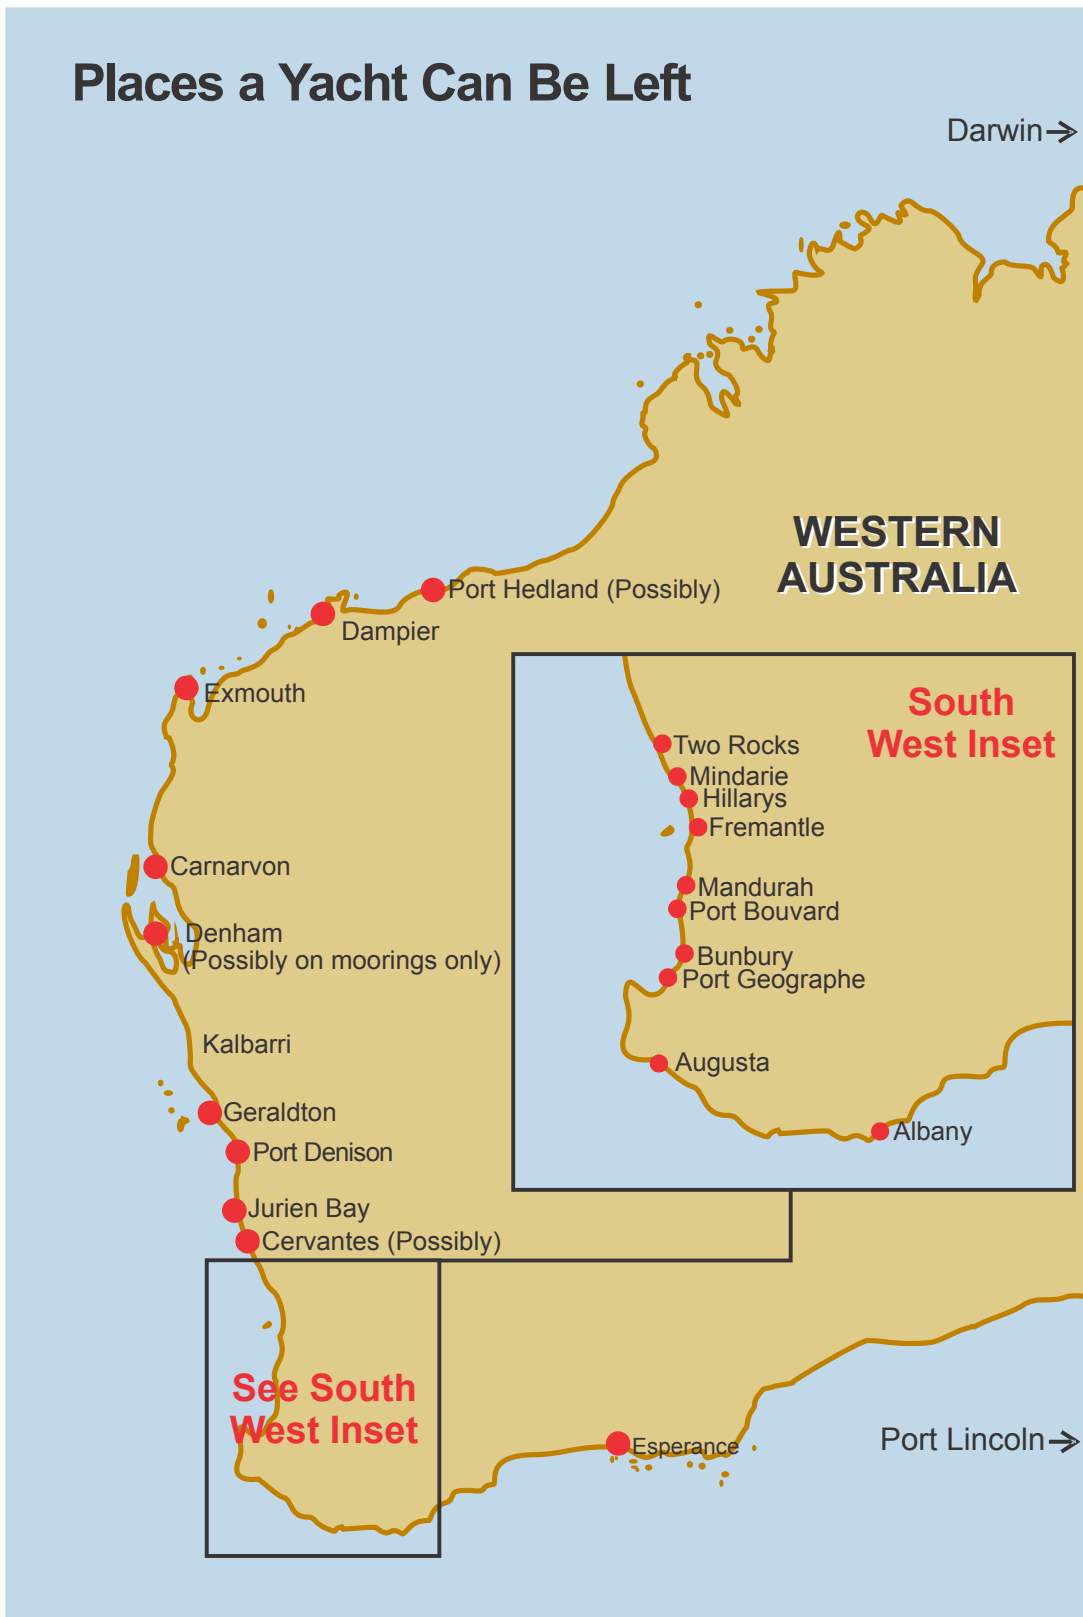 Places a Yacht Can Be Left
Darwin
WESTERN
AUSTRALIA
Port Hedland (Possibly)
Dampier
Exmouth
South
West Inset
Two Rocks
Mindarie
Hillarys
Fremantle
Mandurah
Port Bouvard
Bunbury
Port Geographe
Augusta
Albany
Carnarvon
Denham
(Possibly on moorings only)
Kalbarri
Geraldton
Port Denison
Jurien Bay
Cervantes (Possibly)
See South
West Inset
Esperance
Port Lincoln